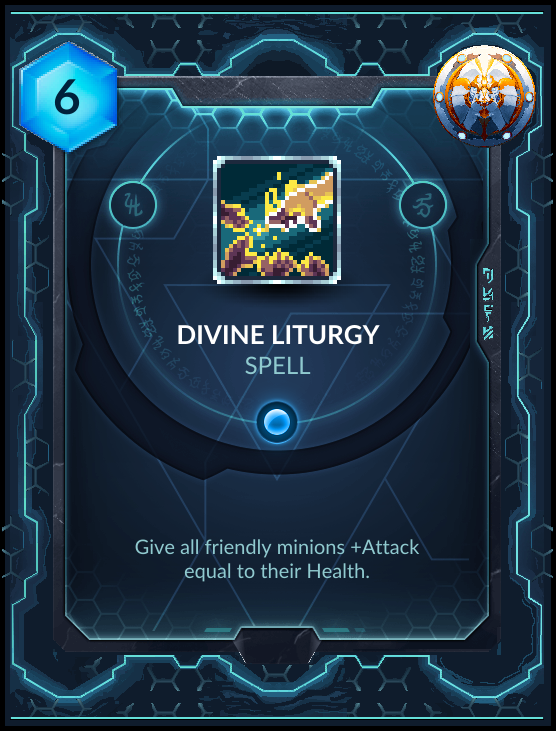 6
DIVINE LITURGY
SPELL
Give all friendly minions +Attack
equal to their Health.